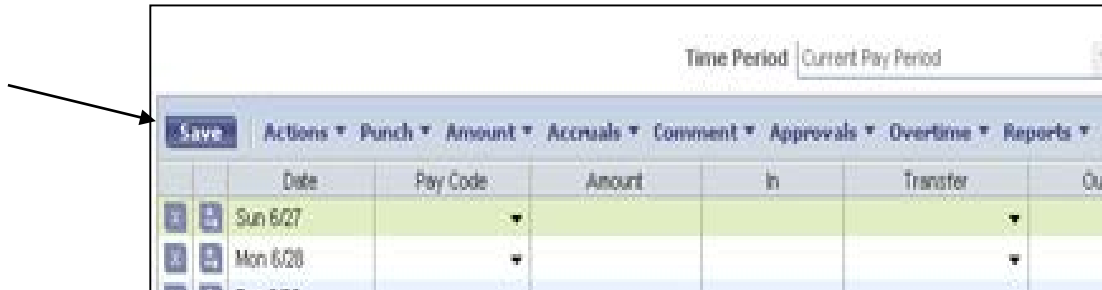 Time Period Current Pay Period
Save Actions Punch Amount Accruals Comment Approvals Overtime Reports
Date Pay Code Amount In Transfer Ou
Sun 6/27
Mon 6/28